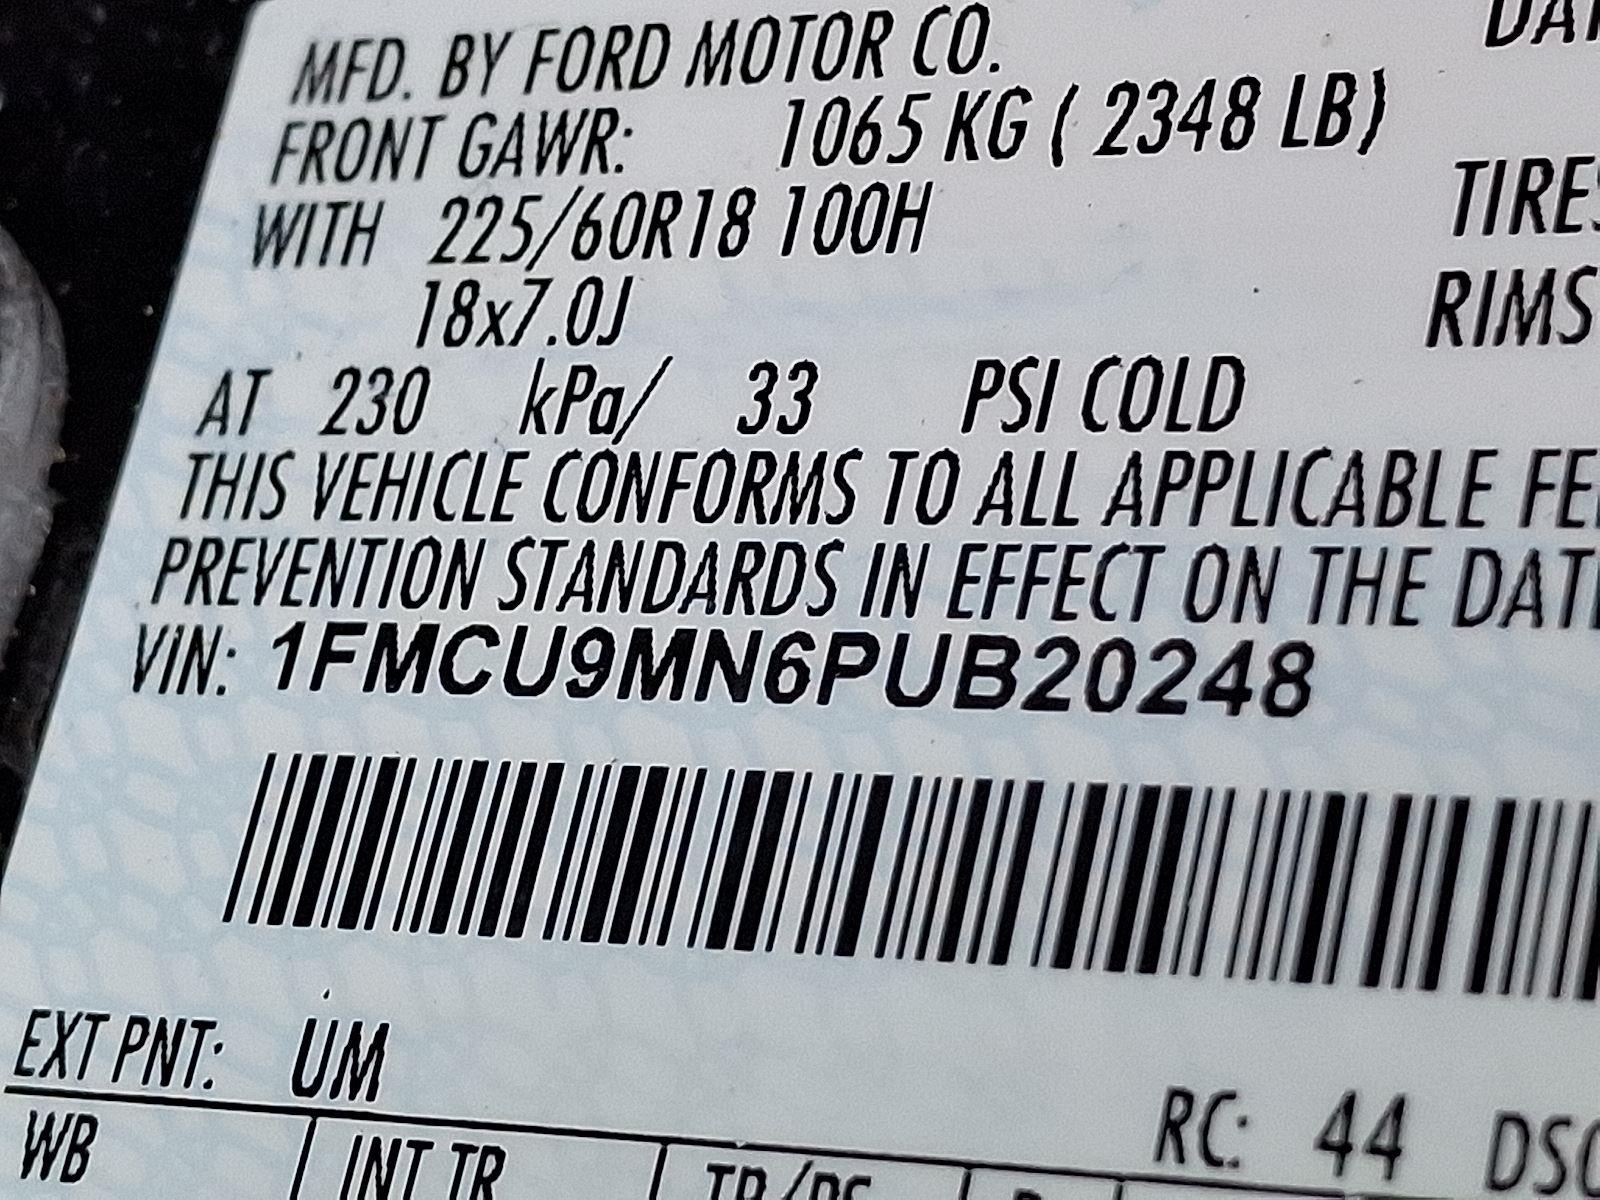 MFD. BY FORD MOTOR CO.
FRONT GAWR: 1065 KG ( 2348 LB)
WITH 225/60R18 100H TIRES
18x7.0J RIMS
AT 230 kPa/ 33 PSI COLD
THIS VEHICLE CONFORMS TO ALL APPLICABLE
PREVENTION STANDARDS IN EFFECT ON THE
VIN: 1FMCU9MN6PUB20248
EXT PNT: UM RC: 44
WB INT TR